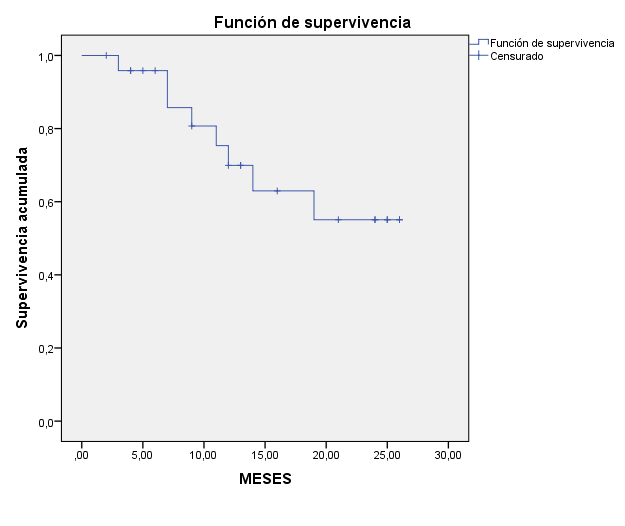 Función de supervivencia
Función de supervivencia
Censurado
Supervivencia acumulada
1,0
0,8
0,6
0,4
0,2
0,0
,00
5,00
10,00
15,00
20,00
25,00
30,00
MESES